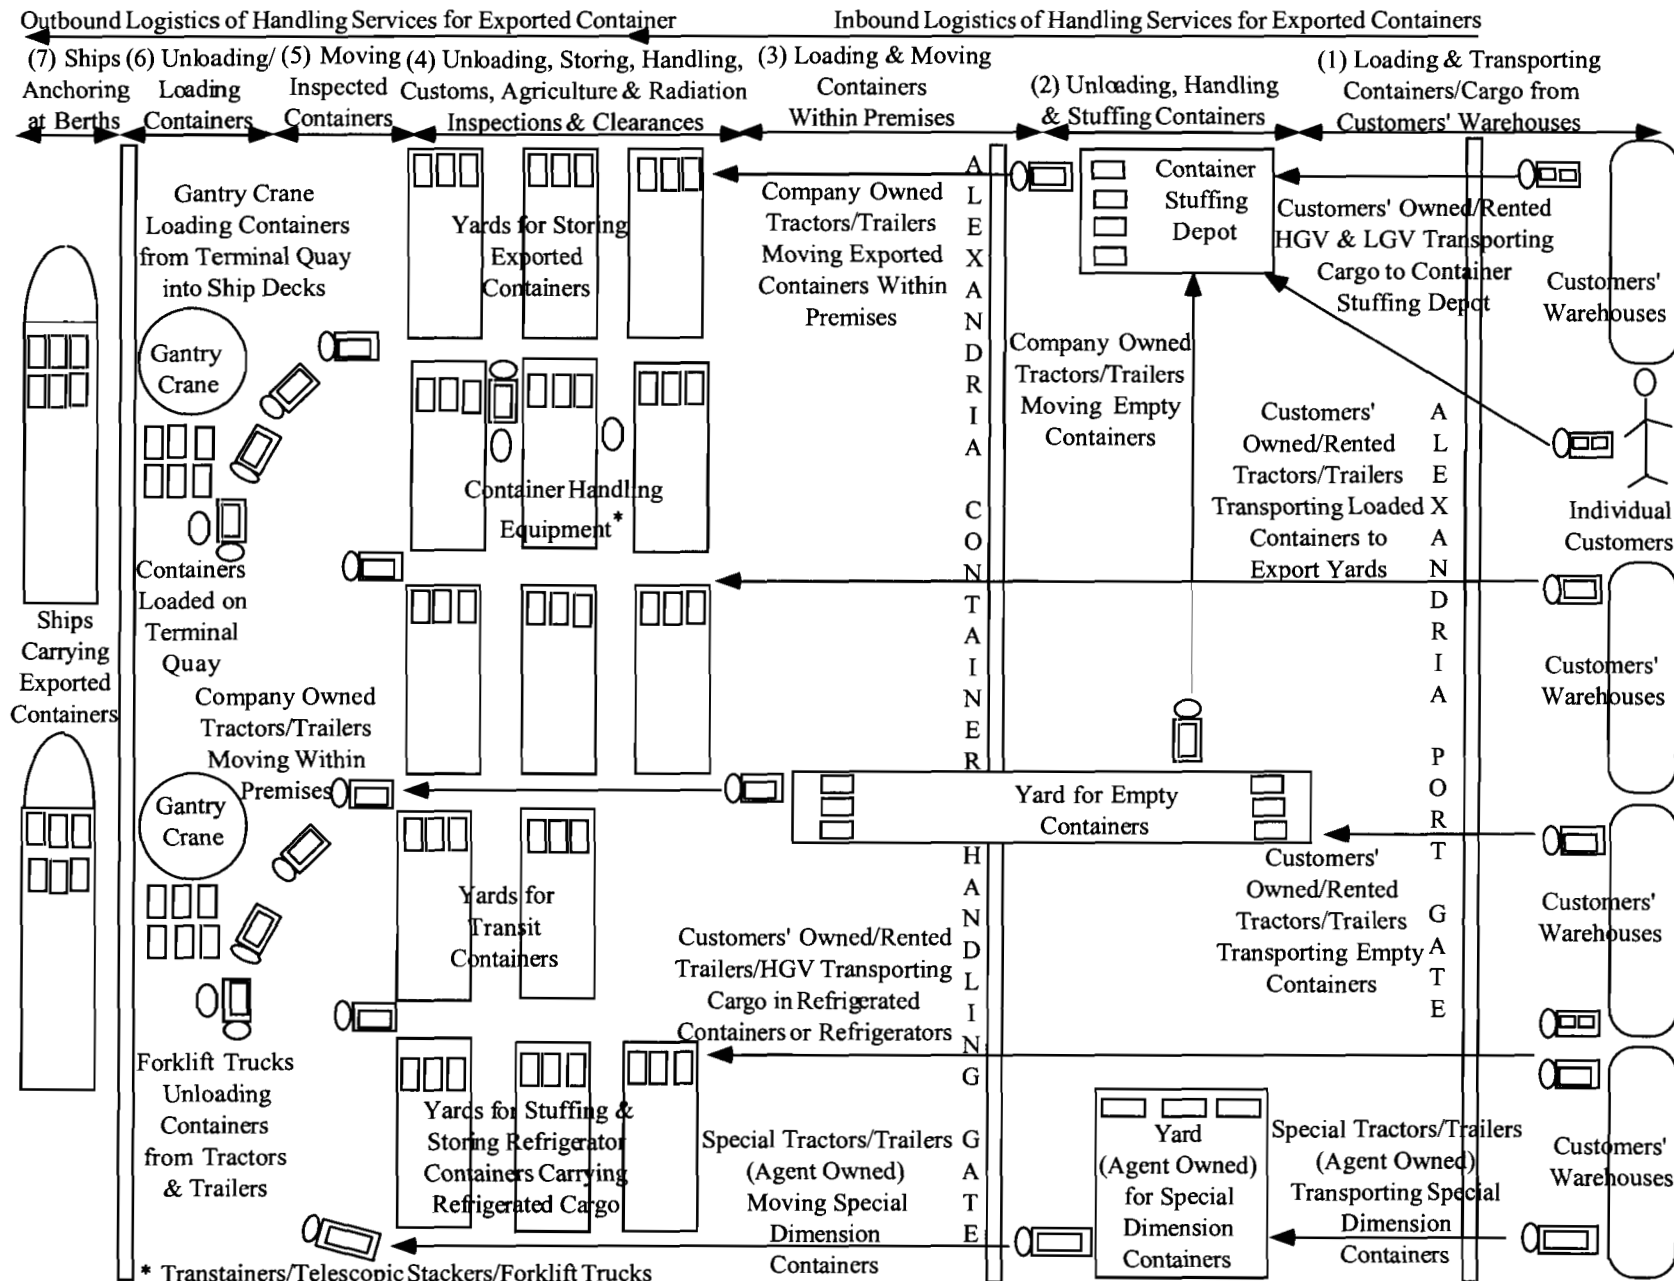 Outbound Logistics of Handling Services for Exported Container
Inbound Logistics of Handling Services for Exported Containers
(7) Ships
Anchoring
at Berths
(6) Unloading/
Loading
Containers
(5) Moving
Inspected
Containers
(4) Unloading, Storing, Handling,
Customs, Agriculture & Radiation
Inspections & Clearances
(3) Loading & Moving
Containers
Within Premises
(2) Unloading, Handling
& Stuffing Containers
(1) Loading & Transporting
Containers/Cargo from
Customers' Warehouses
Gantry Crane
Loading Containers
from Terminal Quay
into Ship Decks
Gantry
Crane
Containers
Loaded on
Terminal
Quay
Ships
Carrying
Exported
Containers
Company Owned
Tractors/Trailers
Moving Within
Premises
Gantry
Crane
Forklift Trucks
Unloading
Containers
from Tractors
& Trailers
Yards for Storing
Exported
Containers
Container Handling
Equipment*
Yards for
Transit
Containers
Yards for Stuffing &
Storing Refrigerator
Containers Carrying
Refrigerated Cargo
Company Owned
Tractors/Trailers
Moving Exported
Containers Within
Premises
ALEXANDRIA CONTAINER HANDLING GATE
Customers' Owned/Rented
Trailers/HGV Transporting
Cargo in Refrigerated
Containers or Refrigerators
Special Tractors/Trailers
(Agent Owned)
Moving Special
Dimension
Containers
Container
Stuffing
Depot
Company Owned
Tractors/Trailers
Moving Empty
Containers
Yard for Empty
Containers
Yard
(Agent Owned)
for Special
Dimension
Containers
Customers' Owned/Rented
HGV & LGV Transporting
Cargo to Container
Stuffing Depot
Customers'
Owned/Rented
Tractors/Trailers
Transporting Loaded
Containers to
Export Yards
ALEXANDRIA PORT GATE
Customers'
Owned/Rented
Tractors/Trailers
Transporting Empty
Containers
Special Tractors/Trailers
(Agent Owned)
Transporting Special
Dimension
Containers
Customers'
Warehouses
Individual
Customers
Customers'
Warehouses
Customers'
Warehouses
Customers'
Warehouses
* Transtainers/Telescopic Stackers/Forklift Trucks